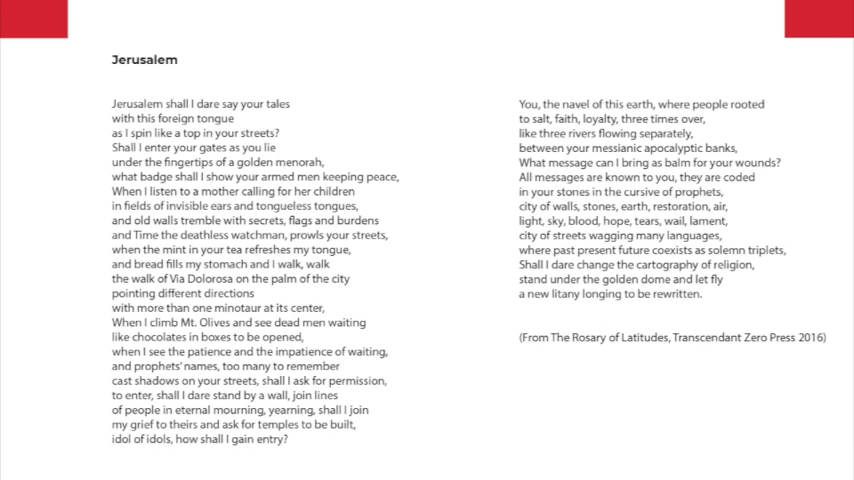 Jerusalem
Jerusalem shall I dare say your tales
with this foreign tongue
as I spin like a top in your streets?
Shall I enter your gates as you lie
under the fingertips of a golden menorah,
what badge shall I show your armed men keeping peace,
When I listen to a mother calling for her children
in fields of invisible ears and tongueless tongues,
and old walls tremble with secrets, flags and burdens
and Time the deathless watchman, prowls your streets,
when the mint in your tea refreshes my tongue,
and bread fills my stomach and I walk, walk
the walk of Via Dolorosa on the palm of the city
pointing different directions
with more than one minotaur at its center,
When I climb Mt. Olives and see dead men waiting
like chocolates in boxes to be opened,
when I see the patience and the impatience of waiting,
and prophets' names, too many to remember
cast shadows on your streets, shall I ask for permission,
to enter, shall I dare stand by a wall, join lines
of people in eternal mourning, yearning, shall I join
my grief to theirs and ask for temples to be built,
idol of idols, how shall I gain entry?
You, the navel of this earth, where people rooted
to salt, faith, loyalty, three times over,
like three rivers flowing separately,
between your messianic apocalyptic banks,
What message can I bring as balm for your wounds?
All messages are known to you, they are coded
in your stones in the cursive of prophets,
city of walls, stones, earth, restoration, air,
light, sky, blood, hope, tears, wail, lament,
city of streets wagging many languages,
where past present future coexists as solemn triplets,
Shall I dare change the cartography of religion,
stand under the golden dome and let fly
a new litany longing to be rewritten.
(From The Rosary of Latitudes, Transcendant Zero Press 2016)